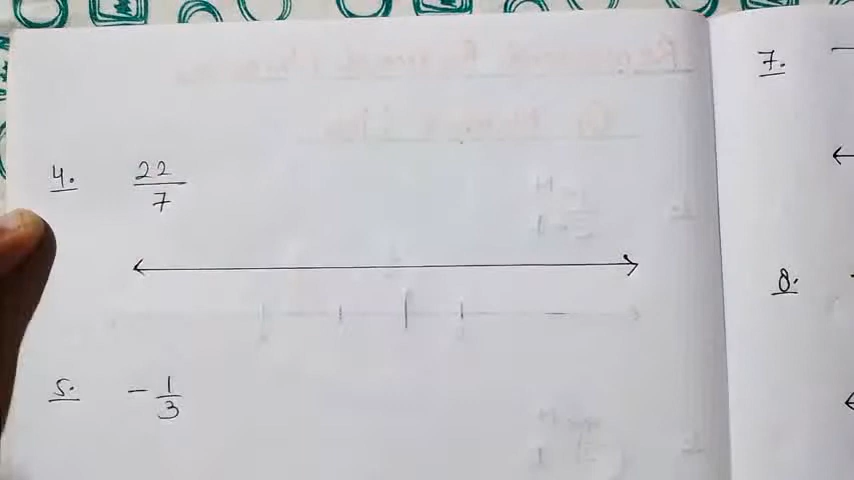 4. 22/7
5. -1/3
7.
8.